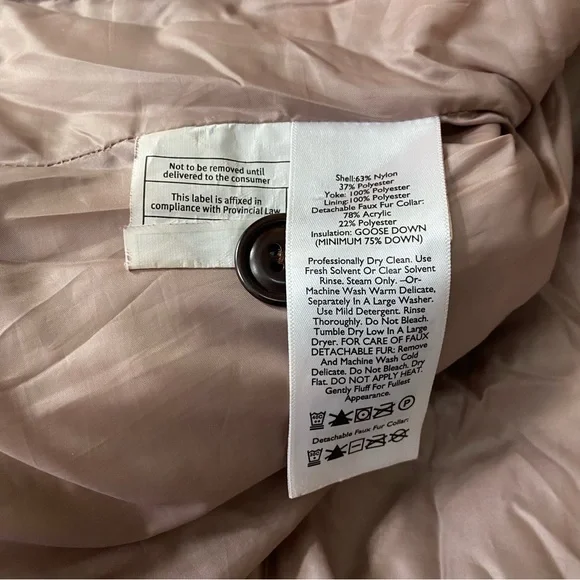 Not to be removed until
delivered to the consumer
This label is affixed in
compliance with Provincial Law
Shell:63% Nylon
37% Polyester
Yoke: 100% Polyester
Lining:100% Polyester
Detachable Faux Fur Collar:
78% Acrylic
22% Polyester
Insulation: GOOSE DOWN
(MINIMUM 75% DOWN)
Professionally Dry Clean. Use
Fresh Solvent Or Clear Solvent
Rinse. Steam Only. –Or-
Machine Wash Warm Delicate,
Separately In A Large Washer.
Use Mild Detergent. Rinse
Thoroughly. Do Not Bleach.
Tumble Dry Low In A Large
Dryer. FOR CARE OF FAUX
DETACHABLE FUR: Remove
And Machine Wash Cold
Delicate. Do Not Bleach. Dry
Flat. DO NOT APPLY HEAT.
Gently Fluff For Fullest
Appearance.
Detachable Faux Fur Collar: